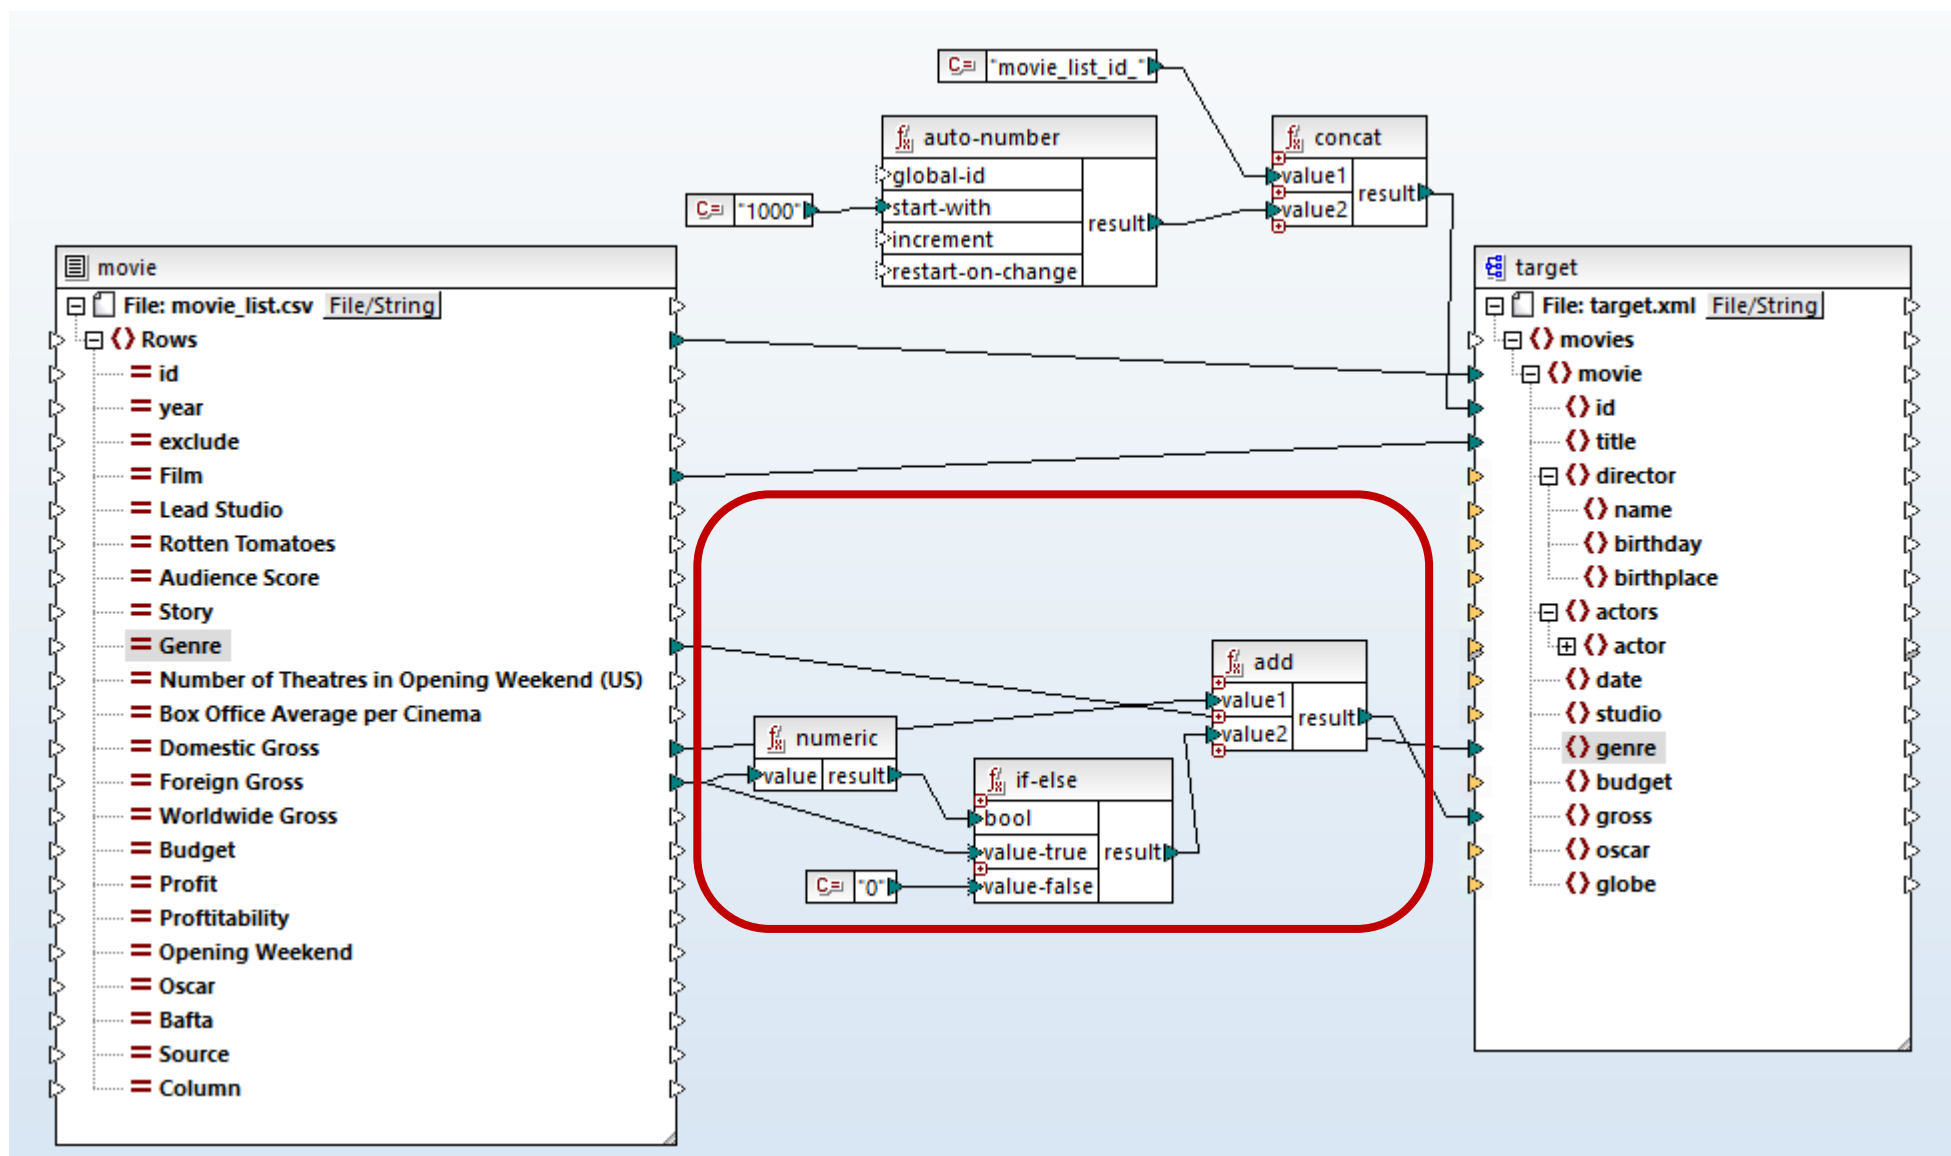 "movie_list_id_"
auto-number
global-id
start-with
increment
restart-on-change
result
"1000"
concat
value1
value2
result
movie
File: movie_list.csv File/String
Rows
id
year
exclude
Film
Lead Studio
Rotten Tomatoes
Audience Score
Story
Genre
Number of Theatres in Opening Weekend (US)
Box Office Average per Cinema
Domestic Gross
Foreign Gross
Worldwide Gross
Budget
Profit
Proftitability
Opening Weekend
Oscar
Bafta
Source
Column
numeric
value result
"0"
if-else
bool
value-true
value-false
result
add
value1
value2
result
target
File: target.xml File/String
movies
movie
id
title
director
name
birthday
birthplace
actors
actor
date
studio
genre
budget
gross
oscar
globe